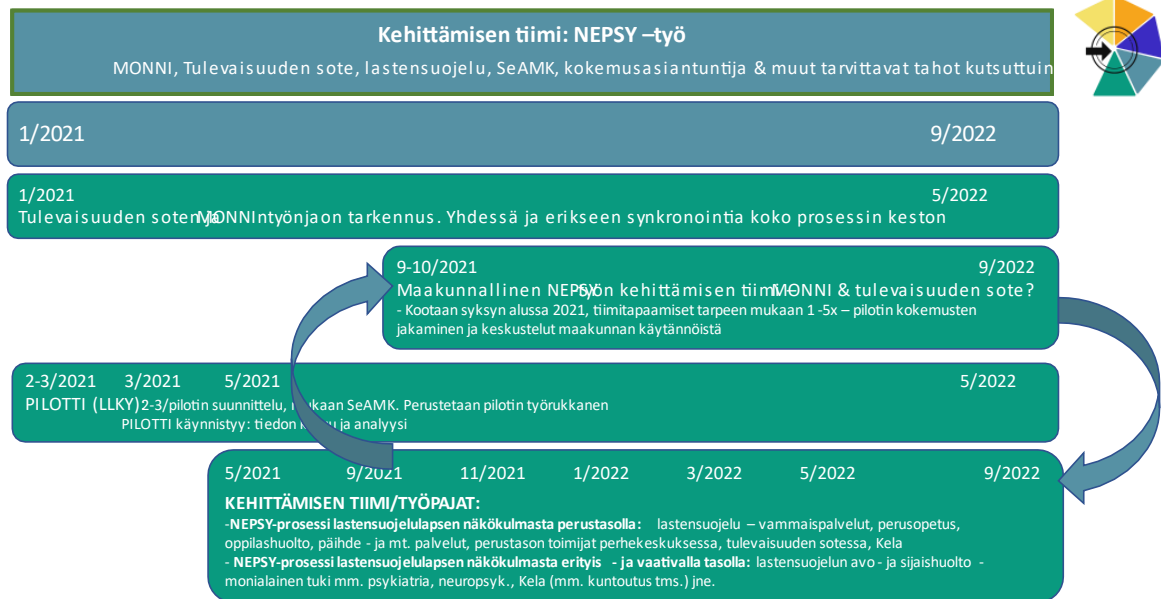 Kehittämisen tiimi: NEPSY –työ
MONNI, Tulevaisuuden sote, lastensuojelu, SeAMK, kokemusasiantuntija & muut tarvittavat tahot kutsuttuin
1/2021 9/2022
1/2021 5/2022
Tulevaisuuden soten ja MONNIn työnjaon tarkennus. Yhdessä ja erikseen synkronointia koko prosessin keston
9-10/2021 9/2022
Maakunnallinen NEPSY-työn kehittämisen tiimi – MONNI & tulevaisuuden sote?
- Kootaan syksyn alussa 2021, tiimitapaamiset tarpeen mukaan 1 -5x – pilotin kokemusten
jakaminen ja keskustelut maakunnan käytännöistä
2-3/2021 3/2021 5/2021 5/2022
PILOTTI (LLKY) 2-3/pilotin suunnittelu, mukaan SeAMK. Perustetaan pilotin työrukkanen
PILOTTI käynnistyy: tiedon ja analyysi
5/2021 9/2021 11/2021 1/2022 3/2022 5/2022 9/2022
KEHITTÄMISEN TIIMI/TYÖPAJAT:
-NEPSY-prosessi lastensuojelulapsen näkökulmasta perustasolla: lastensuojelu – vammaispalvelut, perusopetus,
oppilashuolto, päihde - ja mt. palvelut, perustason toimijat perhekeskuksessa, tulevaisuuden sotessa, Kela
- NEPSY-prosessi lastensuojelulapsen näkökulmasta erityis - ja vaativalla tasolla: lastensuojelun avo - ja sijaishuolto -
monialainen tuki mm. psykiatria, neuropsyk., Kela (mm. kuntoutus tms.) jne.